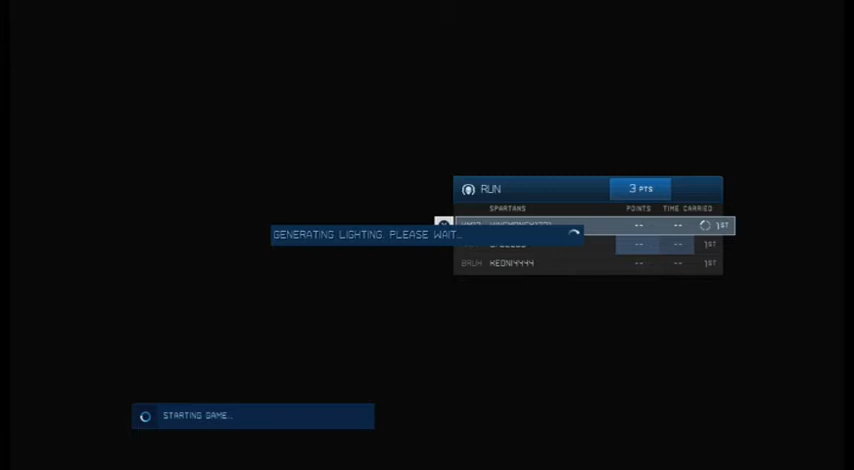 RUN 3 PTS
SPARTANS POINTS TIME CARRIED
-- -- 1ST
GENERATING LIGHTING. PLEASE WAIT...
-- -- 1ST
BRUH KEONI4444 -- -- 1ST
STARTING GAME...